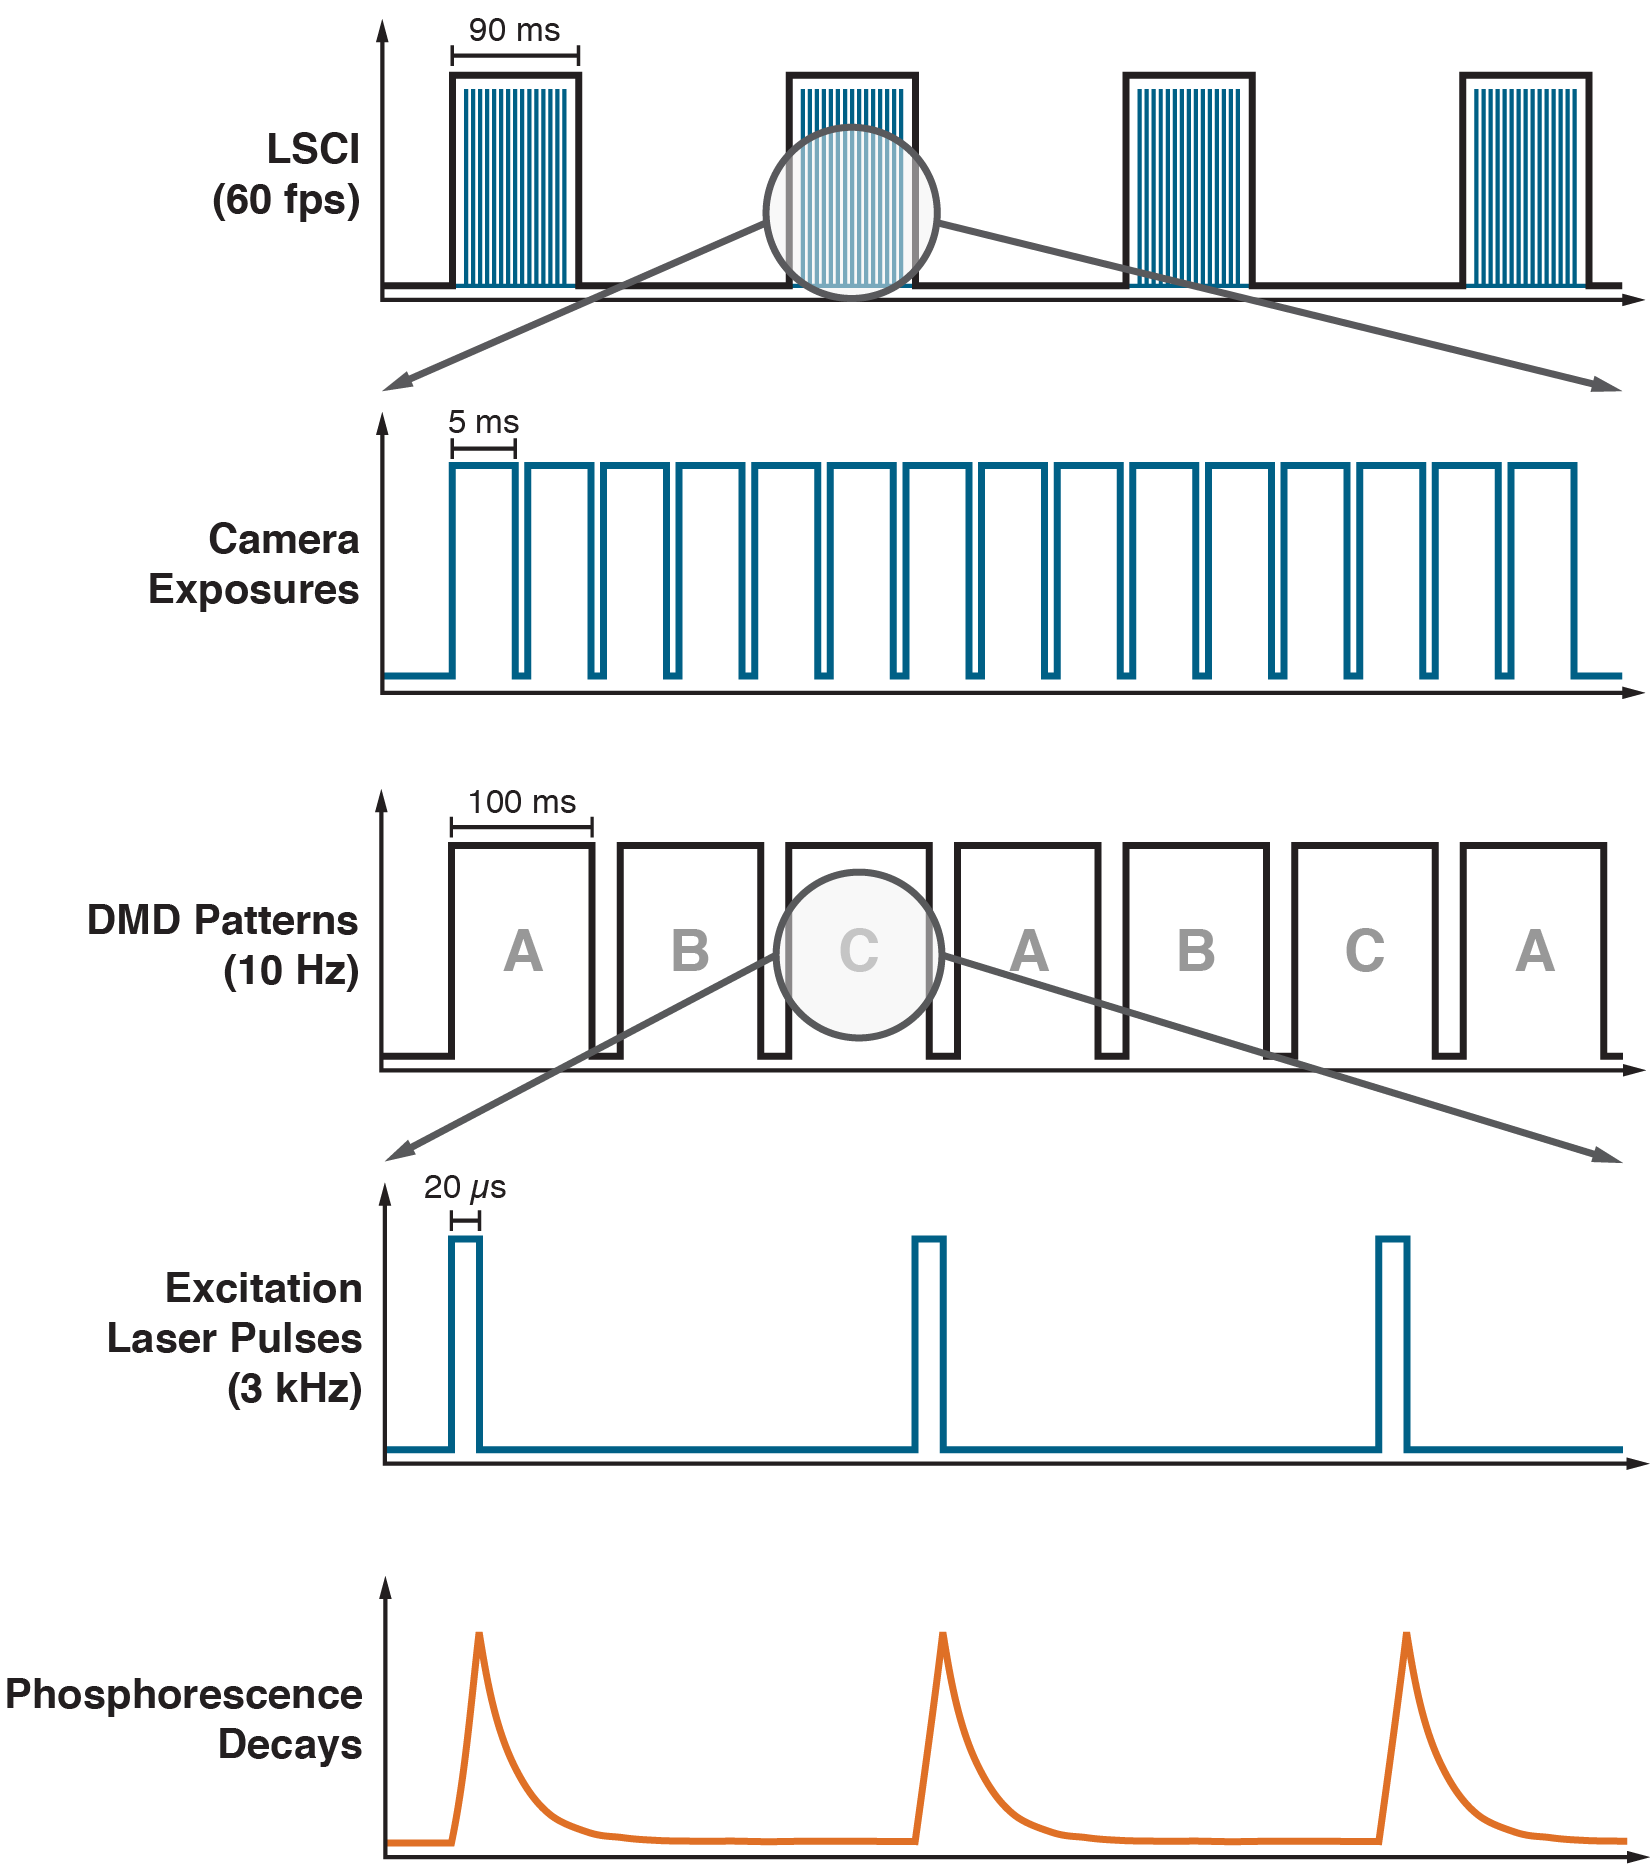 90 ms
LSCI
(60 fps)
5 ms
Camera
Exposures
100 ms
DMD Patterns
(10 Hz)
A B C A B C A
20 µs
Excitation
Laser Pulses
(3 kHz)
Phosphorescence
Decays